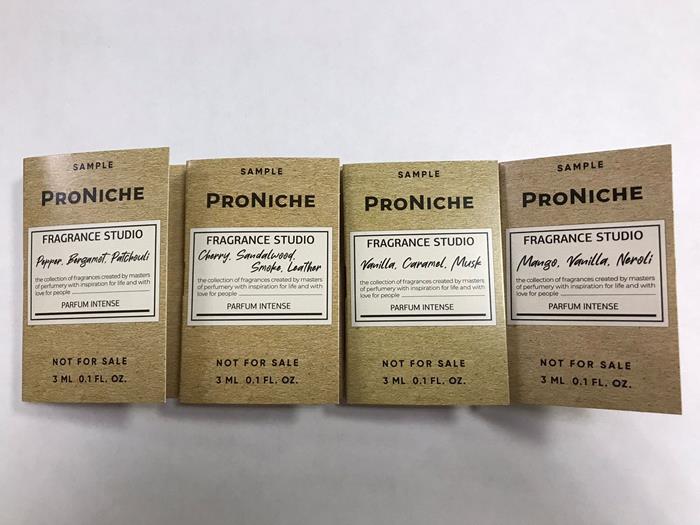 SAMPLE
PRONICHE
FRAGRANCE STUDIO
Pepper, Bergamot, Patchouli
the collection of fragrances created by masters
of perfumery with inspiration for life and with
love for people
PARFUM INTENSE
NOT FOR SALE
3 ML 0.1 FL. OZ.
SAMPLE
PRONICHE
FRAGRANCE STUDIO
Cherry, Sandalwood,
Smoke, Leather
the collection of fragrances created by masters
of perfumery with inspiration for life and with
love for people
PARFUM INTENSE
NOT FOR SALE
3 ML 0.1 FL. OZ.
SAMPLE
PRONICHE
FRAGRANCE STUDIO
Vanilla, Caramel, Musk
the collection of fragrances created by masters
of perfumery with inspiration for life and with
love for people
PARFUM INTENSE
NOT FOR SALE
3 ML 0.1 FL. OZ.
SAMPLE
PRONICHE
FRAGRANCE STUDIO
Mango, Vanilla, Neroli
the collection of fragrances created by masters
of perfumery with inspiration for life and with
love for people
PARFUM INTENSE
NOT FOR SALE
3 ML 0.1 FL. OZ.